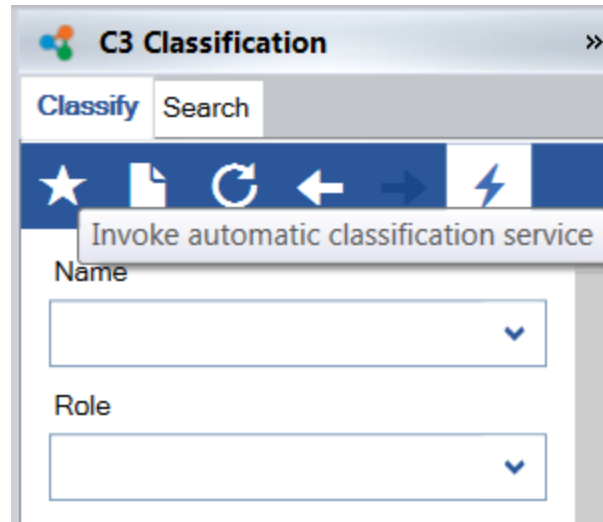 C3 Classification »
Classify Search
Invoke automatic classification service
Name
Role